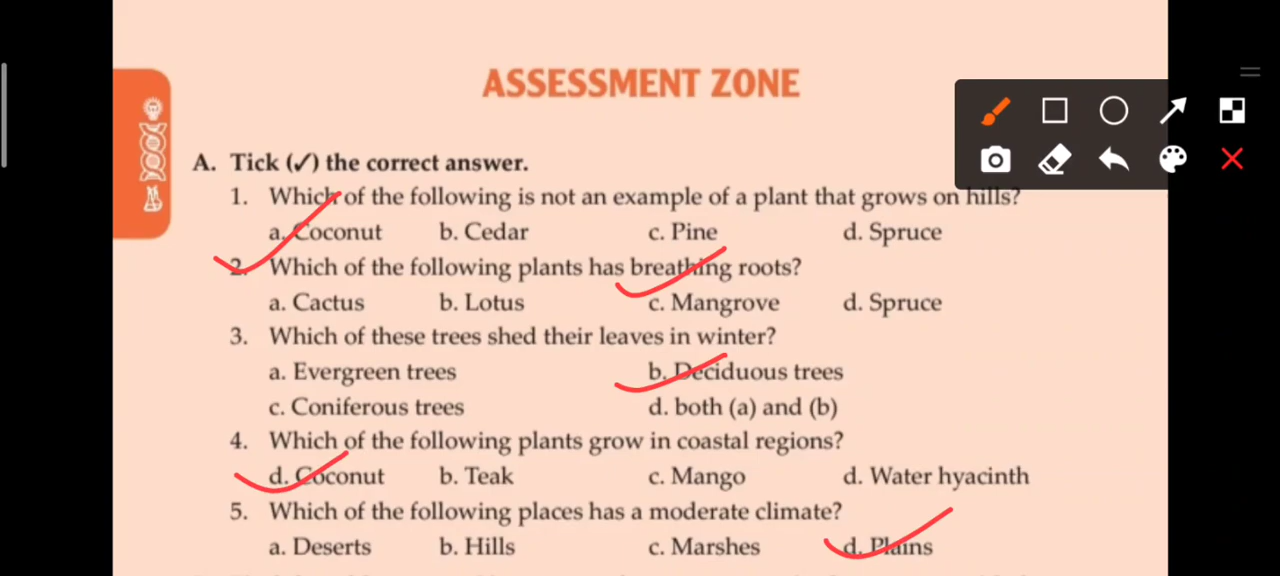 ASSESSMENT ZONE
A. Tick (✓) the correct answer.
1. Which of the following is not an example of a plant that grows on hills?
a. Coconut b. Cedar c. Pine d. Spruce
2. Which of the following plants has breathing roots?
a. Cactus b. Lotus c. Mangrove d. Spruce
3. Which of these trees shed their leaves in winter?
a. Evergreen trees b. Deciduous trees
c. Coniferous trees d. both (a) and (b)
4. Which of the following plants grow in coastal regions?
d. Coconut b. Teak c. Mango d. Water hyacinth
5. Which of the following places has a moderate climate?
a. Deserts b. Hills c. Marshes d. Plains